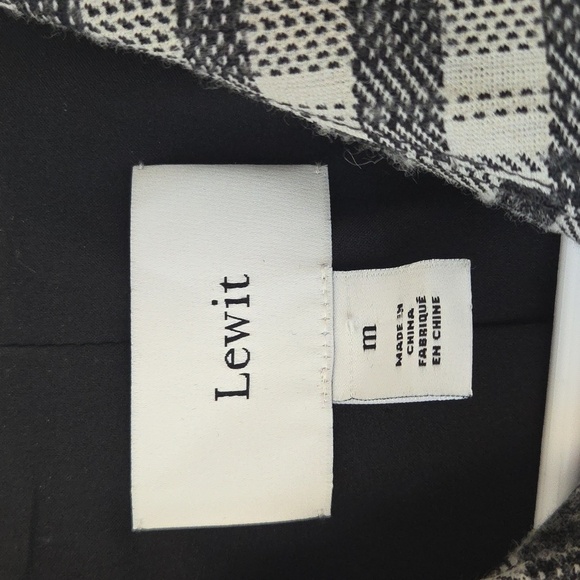 Lewit
m
MADE IN
CHINA
FABRIQUÉ
EN CHINE